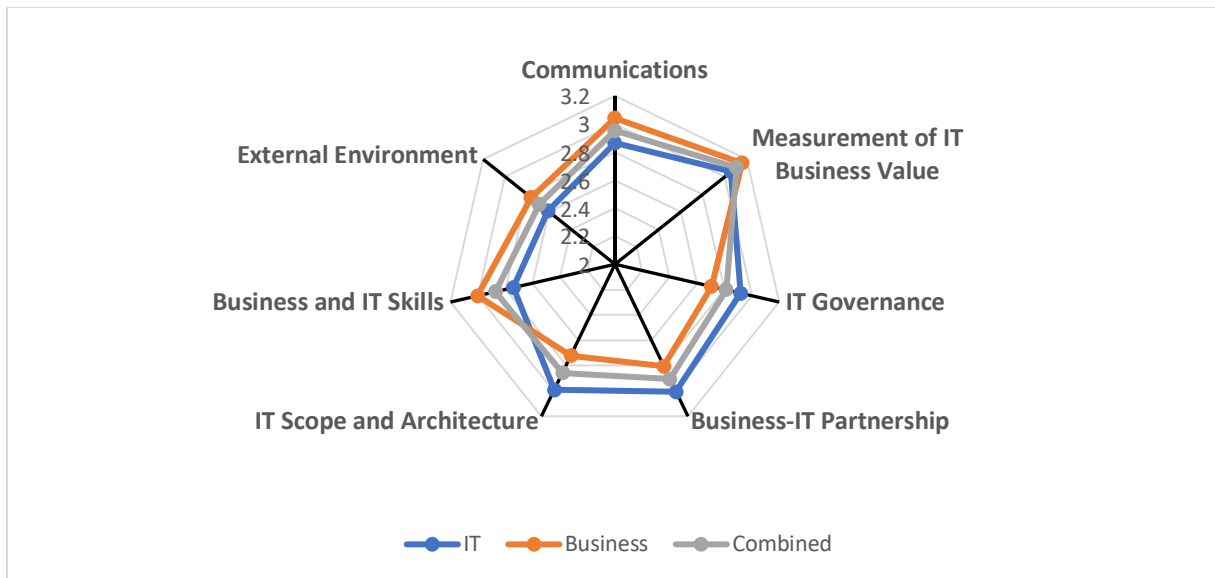 Communications
3.2
3
2.8
2.6
2.4
2.2
2
Measurement of IT
Business Value
External Environment
Business and IT Skills
IT Governance
IT Scope and Architecture
Business-IT Partnership
IT
Business
Combined